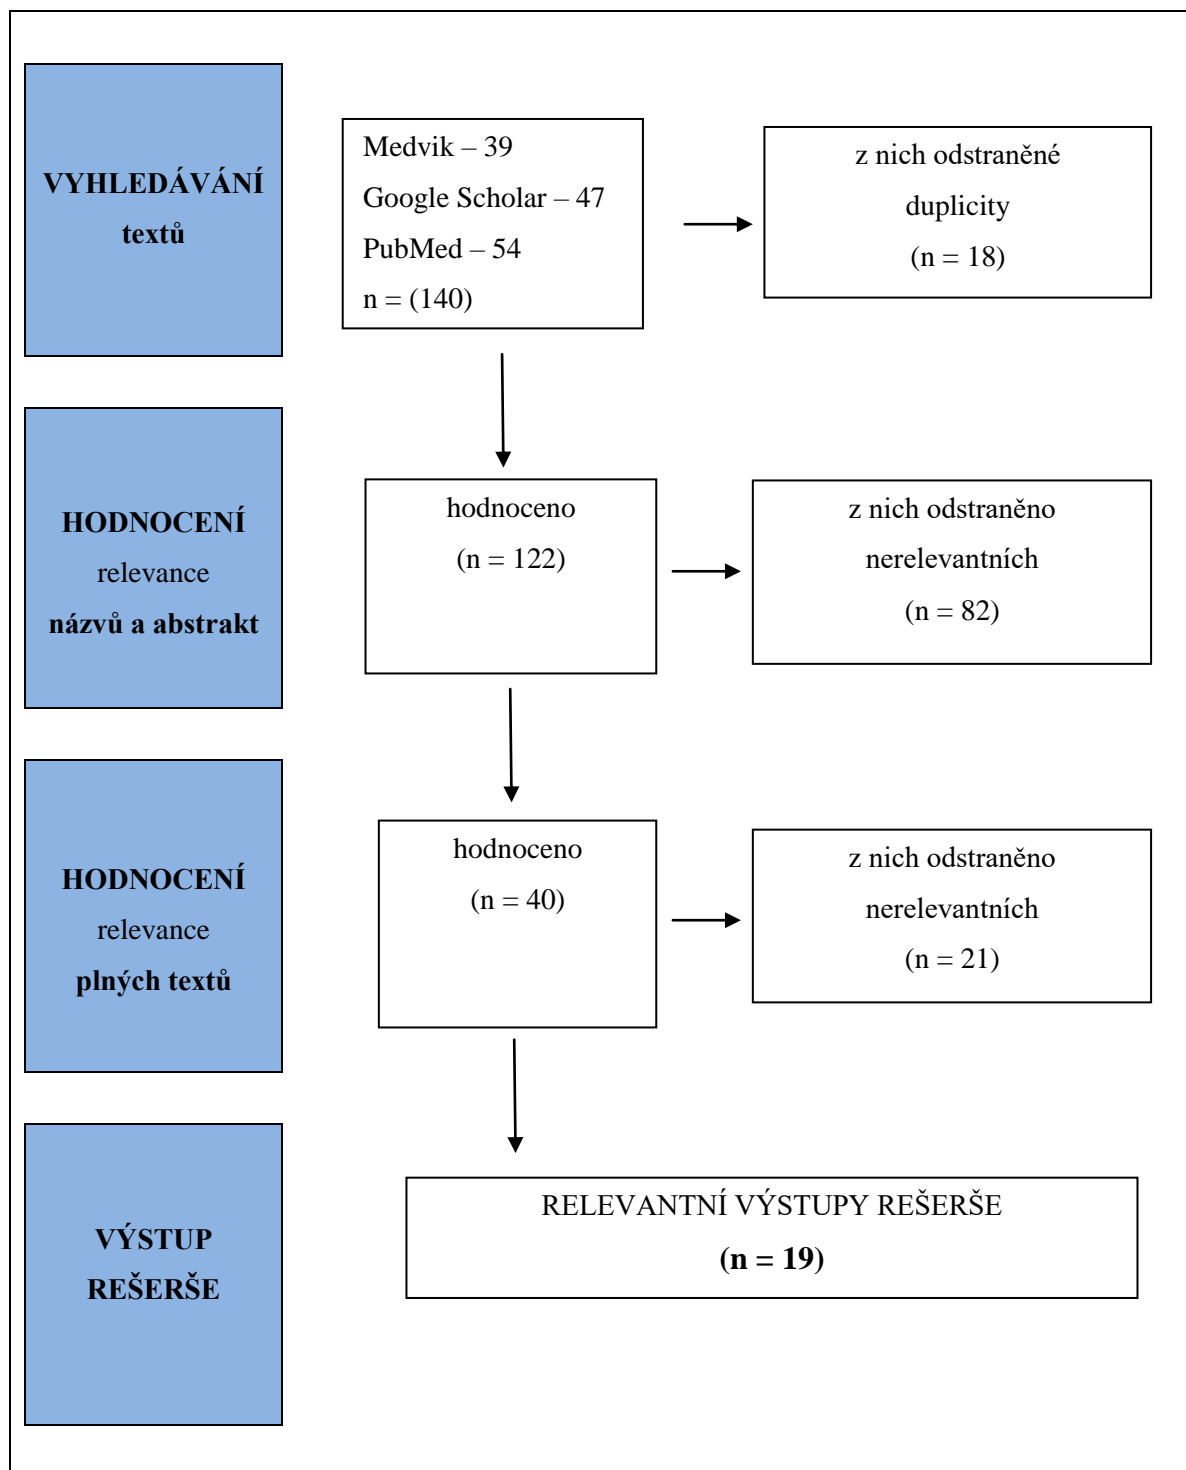 VYHLEDÁVÁNÍ
textů
Medvik – 39
Google Scholar – 47
PubMed – 54
n = (140)
z nich odstraněné
duplicity
(n = 18)
HODNOCENÍ
relevance
názvů a abstrakt
hodnoceno
(n = 122)
z nich odstraněno
nerelevantních
(n = 82)
HODNOCENÍ
relevance
plných textů
hodnoceno
(n = 40)
z nich odstraněno
nerelevantních
(n = 21)
VÝSTUP
REŠERŠE
RELEVANTNÍ VÝSTUPY REŠERŠE
(n = 19)